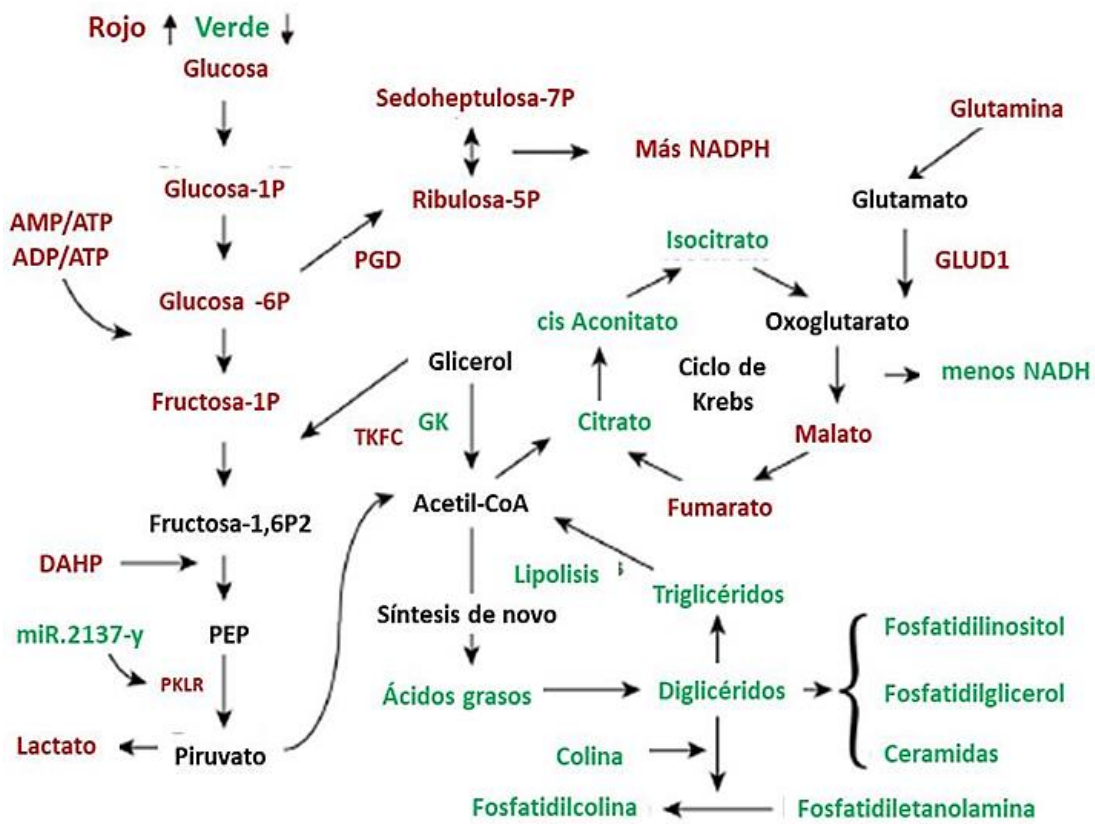 Rojo ↑ Verde ↓
Glucosa
Sedoheptulosa-7P
Glutamina
Más NADPH
Glucosa-1P
Ribulosa-5P
Glutamato
AMP/ATP
ADP/ATP
PGD
Isocitrato
GLUD1
Glucosa -6P
cis Aconitato
Oxoglutarato
Glicerol
Ciclo de
Krebs
menos NADH
Fructosa-1P
TKFC
GK
Citrato
Malato
Acetil-CoA
Fumarato
Fructosa-1,6P2
DAHP
Lipolisis
Triglicéridos
Síntesis de novo
miR.2137-y
PEP
Fosfatidilinositol
PKLR
Ácidos grasos
Diglicéridos
Fosfatidilglicerol
Lactato
Piruvato
Colina
Ceramidas
Fosfatidilcolina
Fosfatidiletanolamina